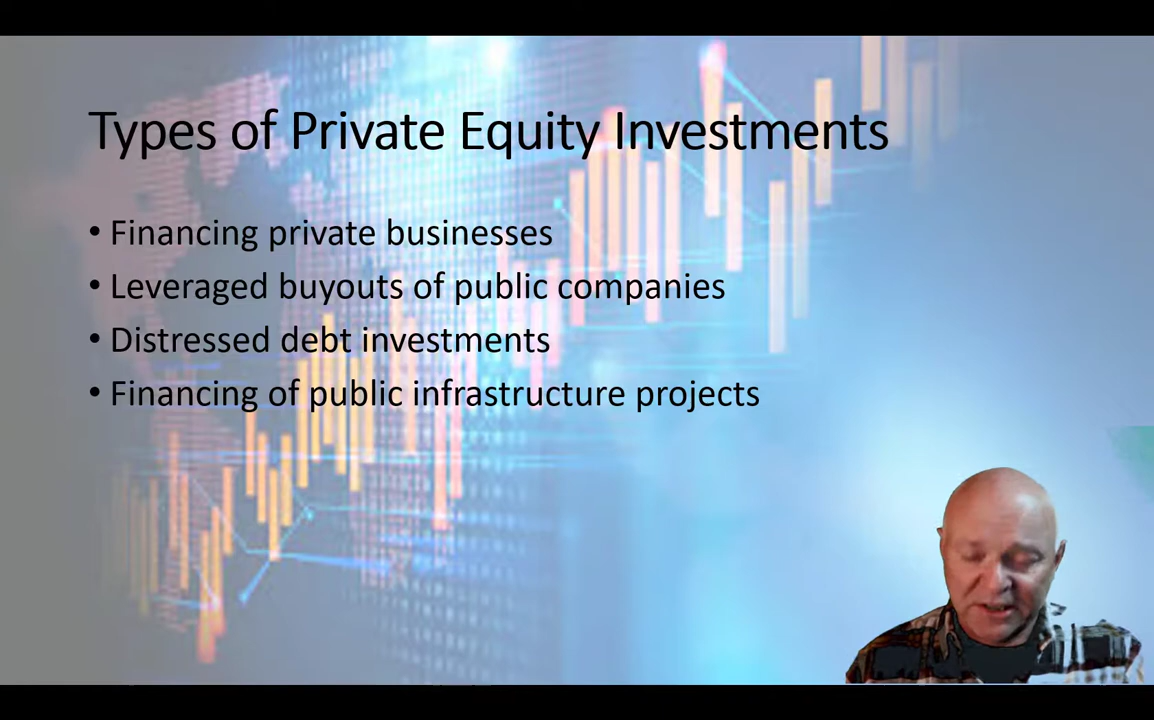 Types of Private Equity Investments
• Financing private businesses
• Leveraged buyouts of public companies
• Distressed debt investments
• Financing of public infrastructure projects